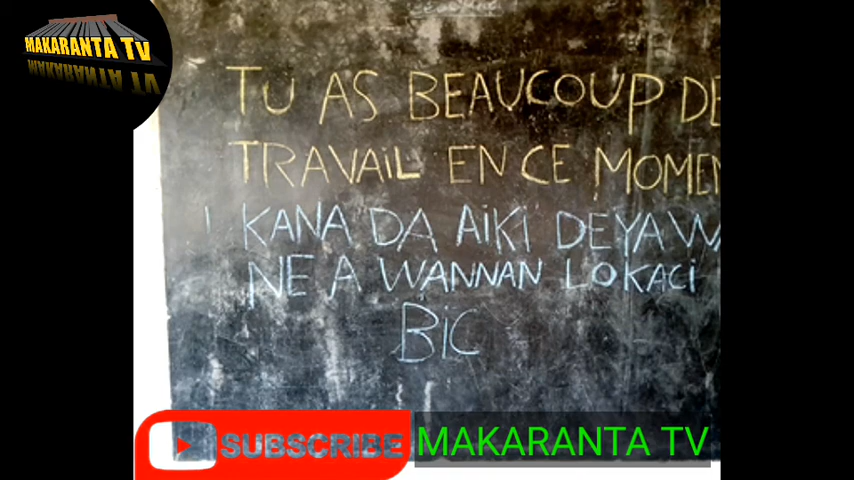 MAKARANTA TV
TU AS BEAUCOUP DE
TRAVAIL EN CE MOMEN
KANA DA AIKI DEYAWA
NE A WANNAN LOKACI
BIC
SUBSCRIBE MAKARANTA TV